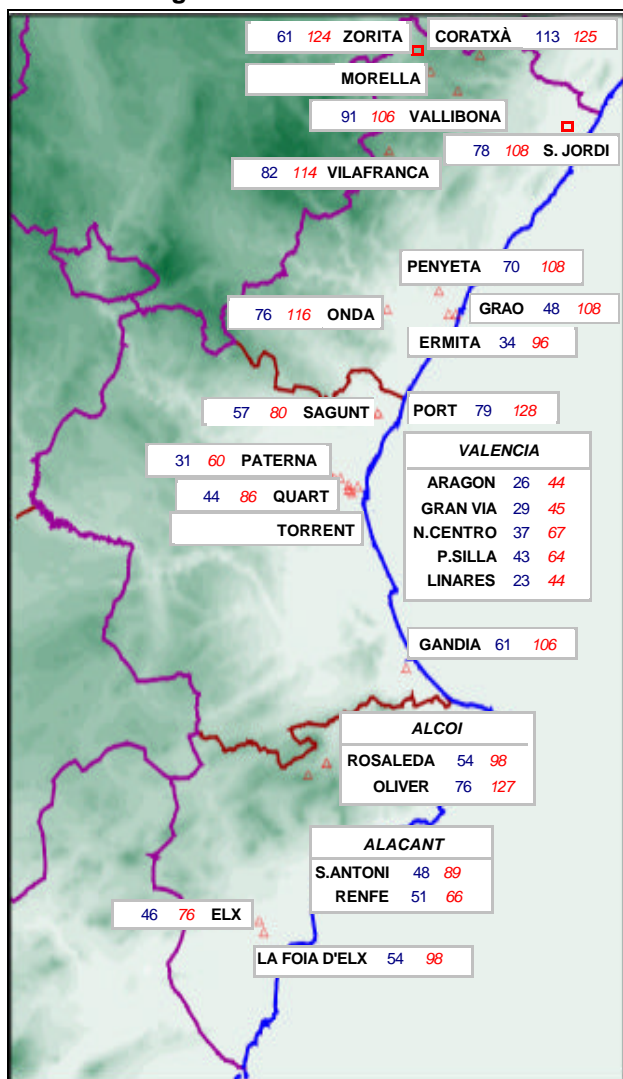 61 124 ZORITA
CORATXÀ 113 125
MORELLA
91 106 VALLIBONA
78 108 S. JORDI
82 114 VILAFRANCA
PENYETA 70 108
76 116 ONDA
GRAO 48 108
ERMITA 34 96
57 80 SAGUNT
PORT 79 128
31 60 PATERNA
44 86 QUART
TORRENT
VALENCIA
ARAGON 26 44
GRAN VIA 29 45
N.CENTRO 37 67
P.SILLA 43 64
LINARES 23 44
GANDIA 61 106
ALCOI
ROSALEDA 54 98
OLIVER 76 127
ALACANT
S.ANTONI 48 89
RENFE 51 66
46 76 ELX
LA FOIA D'ELX 54 98